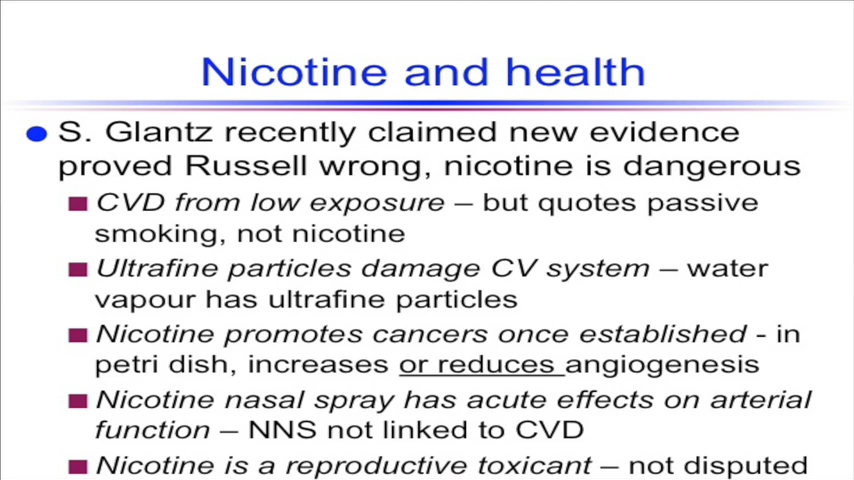 Nicotine and health
S. Glantz recently claimed new evidence
proved Russell wrong, nicotine is dangerous
CVD from low exposure – but quotes passive
smoking, not nicotine
Ultrafine particles damage CV system – water
vapour has ultrafine particles
Nicotine promotes cancers once established - in
petri dish, increases or reduces angiogenesis
Nicotine nasal spray has acute effects on arterial
function – NNS not linked to CVD
Nicotine is a reproductive toxicant – not disputed